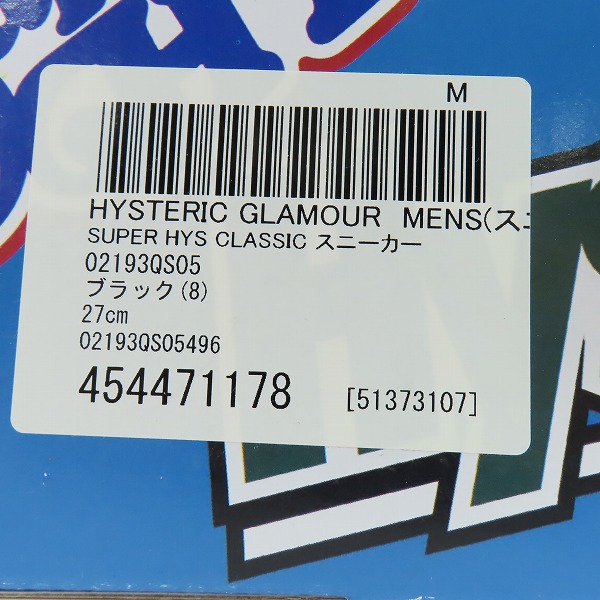 M
HYSTERIC GLAMOUR MENS(スニ
SUPER HYS CLASSIC スニーカー
02193QS05
ブラック(8)
27cm
02193QS05496
454471178 [51373107]